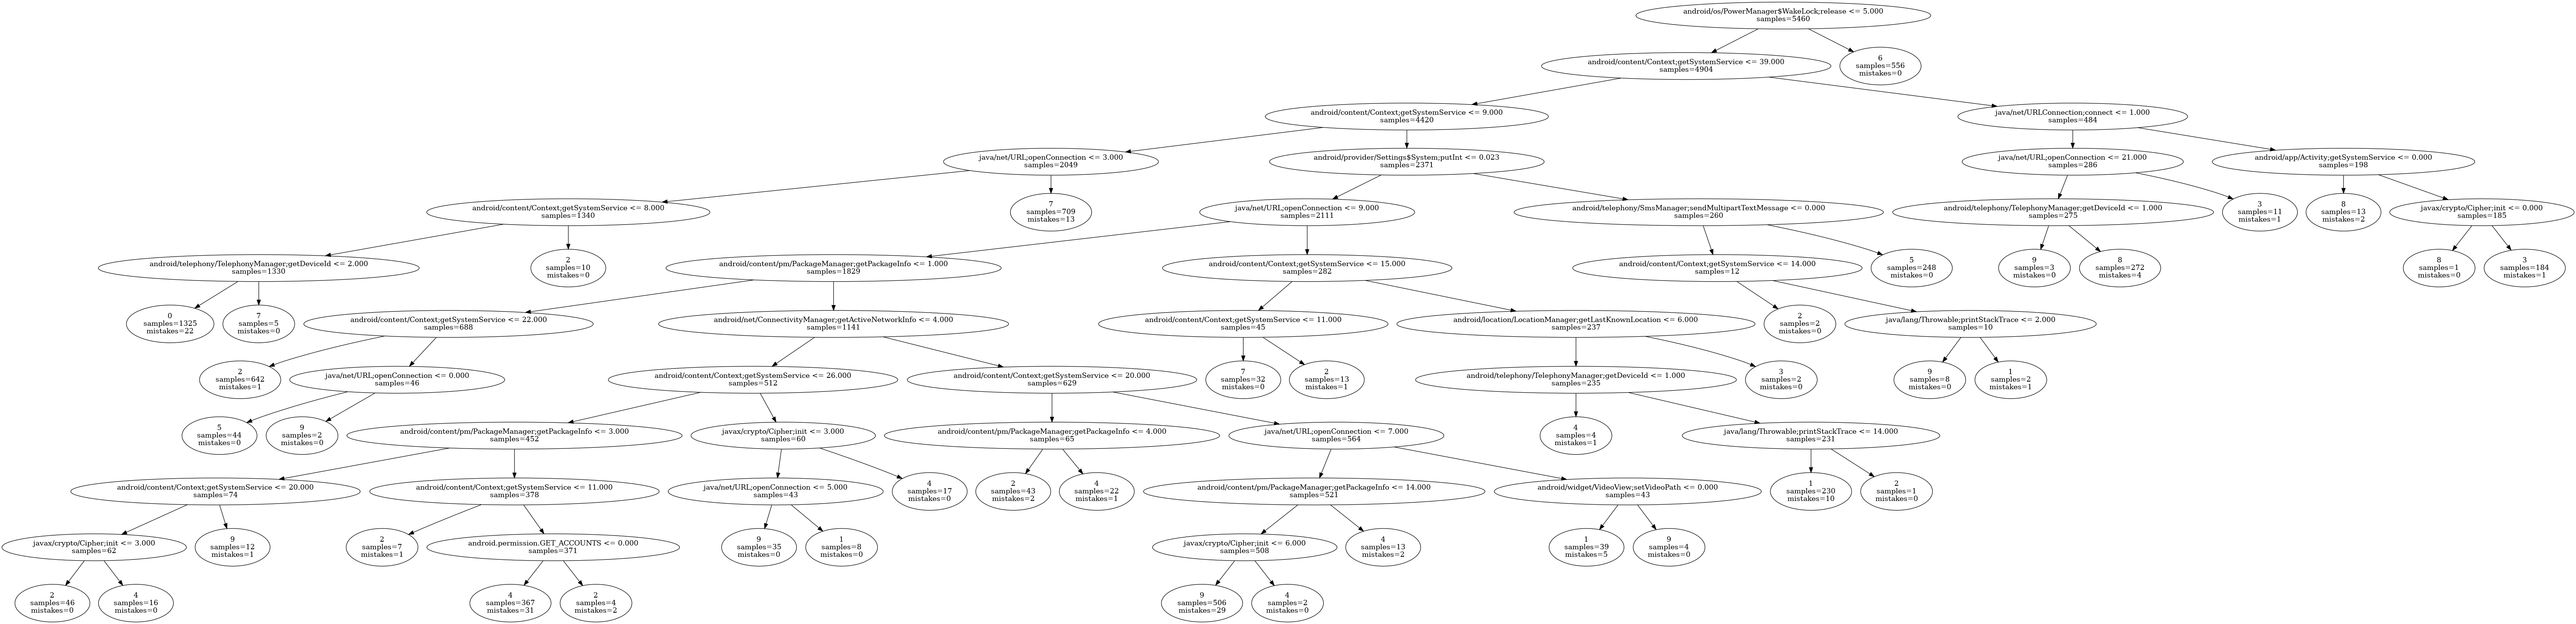 android/os/PowerManager$WakeLock;release <= 5.000
samples=5460
android/content/Context;getSystemService <= 39.000
samples=4904
6
samples=556
mistakes=0
android/content/Context;getSystemService <= 9.000
samples=4420
java/net/URLConnection;connect <= 1.000
samples=484
java/net/URL;openConnection <= 3.000
samples=2049
android/provider/Settings$System;putInt <= 0.023
samples=2371
java/net/URL;openConnection <= 21.000
samples=286
android/app/Activity;getSystemService <= 0.000
samples=198
android/content/Context;getSystemService <= 8.000
samples=1340
7
samples=709
mistakes=13
java/net/URL;openConnection <= 9.000
samples=2111
android/telephony/SmsManager;sendMultipartTextMessage <= 0.000
samples=260
android/telephony/TelephonyManager;getDeviceId <= 1.000
samples=275
3
samples=11
mistakes=1
8
samples=13
mistakes=2
javax/crypto/Cipher;init <= 0.000
samples=185
android/telephony/TelephonyManager;getDeviceId <= 2.000
samples=1330
2
samples=10
mistakes=0
android/content/pm/PackageManager;getPackageInfo <= 1.000
samples=1829
android/content/Context;getSystemService <= 15.000
samples=282
android/content/Context;getSystemService <= 14.000
samples=12
5
samples=248
mistakes=0
9
samples=3
mistakes=0
8
samples=272
mistakes=4
8
samples=1
mistakes=0
3
samples=184
mistakes=1
0
samples=1325
mistakes=22
7
samples=5
mistakes=0
android/content/Context;getSystemService <= 22.000
samples=688
android/net/ConnectivityManager;getActiveNetworkInfo <= 4.000
samples=1141
android/content/Context;getSystemService <= 11.000
samples=45
android/location/LocationManager;getLastKnownLocation <= 6.000
samples=237
2
samples=2
mistakes=0
java/lang/Throwable;printStackTrace <= 2.000
samples=10
2
samples=642
mistakes=1
java/net/URL;openConnection <= 0.000
samples=46
android/content/Context;getSystemService <= 26.000
samples=512
android/content/Context;getSystemService <= 20.000
samples=629
7
samples=32
mistakes=0
2
samples=13
mistakes=1
android/telephony/TelephonyManager;getDeviceId <= 1.000
samples=235
3
samples=2
mistakes=0
9
samples=8
mistakes=0
1
samples=2
mistakes=1
5
samples=44
mistakes=0
9
samples=2
mistakes=0
android/content/pm/PackageManager;getPackageInfo <= 3.000
samples=452
javax/crypto/Cipher;init <= 3.000
samples=60
android/content/pm/PackageManager;getPackageInfo <= 4.000
samples=65
java/net/URL;openConnection <= 7.000
samples=564
4
samples=4
mistakes=1
java/lang/Throwable;printStackTrace <= 14.000
samples=231
android/content/Context;getSystemService <= 20.000
samples=74
android/content/Context;getSystemService <= 11.000
samples=378
java/net/URL;openConnection <= 5.000
samples=43
4
samples=17
mistakes=0
2
samples=43
mistakes=2
4
samples=22
mistakes=1
android/content/pm/PackageManager;getPackageInfo <= 14.000
samples=521
android/widget/VideoView;setVideoPath <= 0.000
samples=43
1
samples=230
mistakes=10
2
samples=1
mistakes=0
javax/crypto/Cipher;init <= 3.000
samples=62
9
samples=12
mistakes=1
2
samples=7
mistakes=1
android.permission.GET_ACCOUNTS <= 0.000
samples=371
9
samples=35
mistakes=0
1
samples=8
mistakes=0
javax/crypto/Cipher;init <= 6.000
samples=508
4
samples=13
mistakes=2
1
samples=39
mistakes=5
9
samples=4
mistakes=0
2
samples=46
mistakes=0
4
samples=16
mistakes=0
4
samples=367
mistakes=31
2
samples=4
mistakes=2
9
samples=506
mistakes=29
4
samples=2
mistakes=0